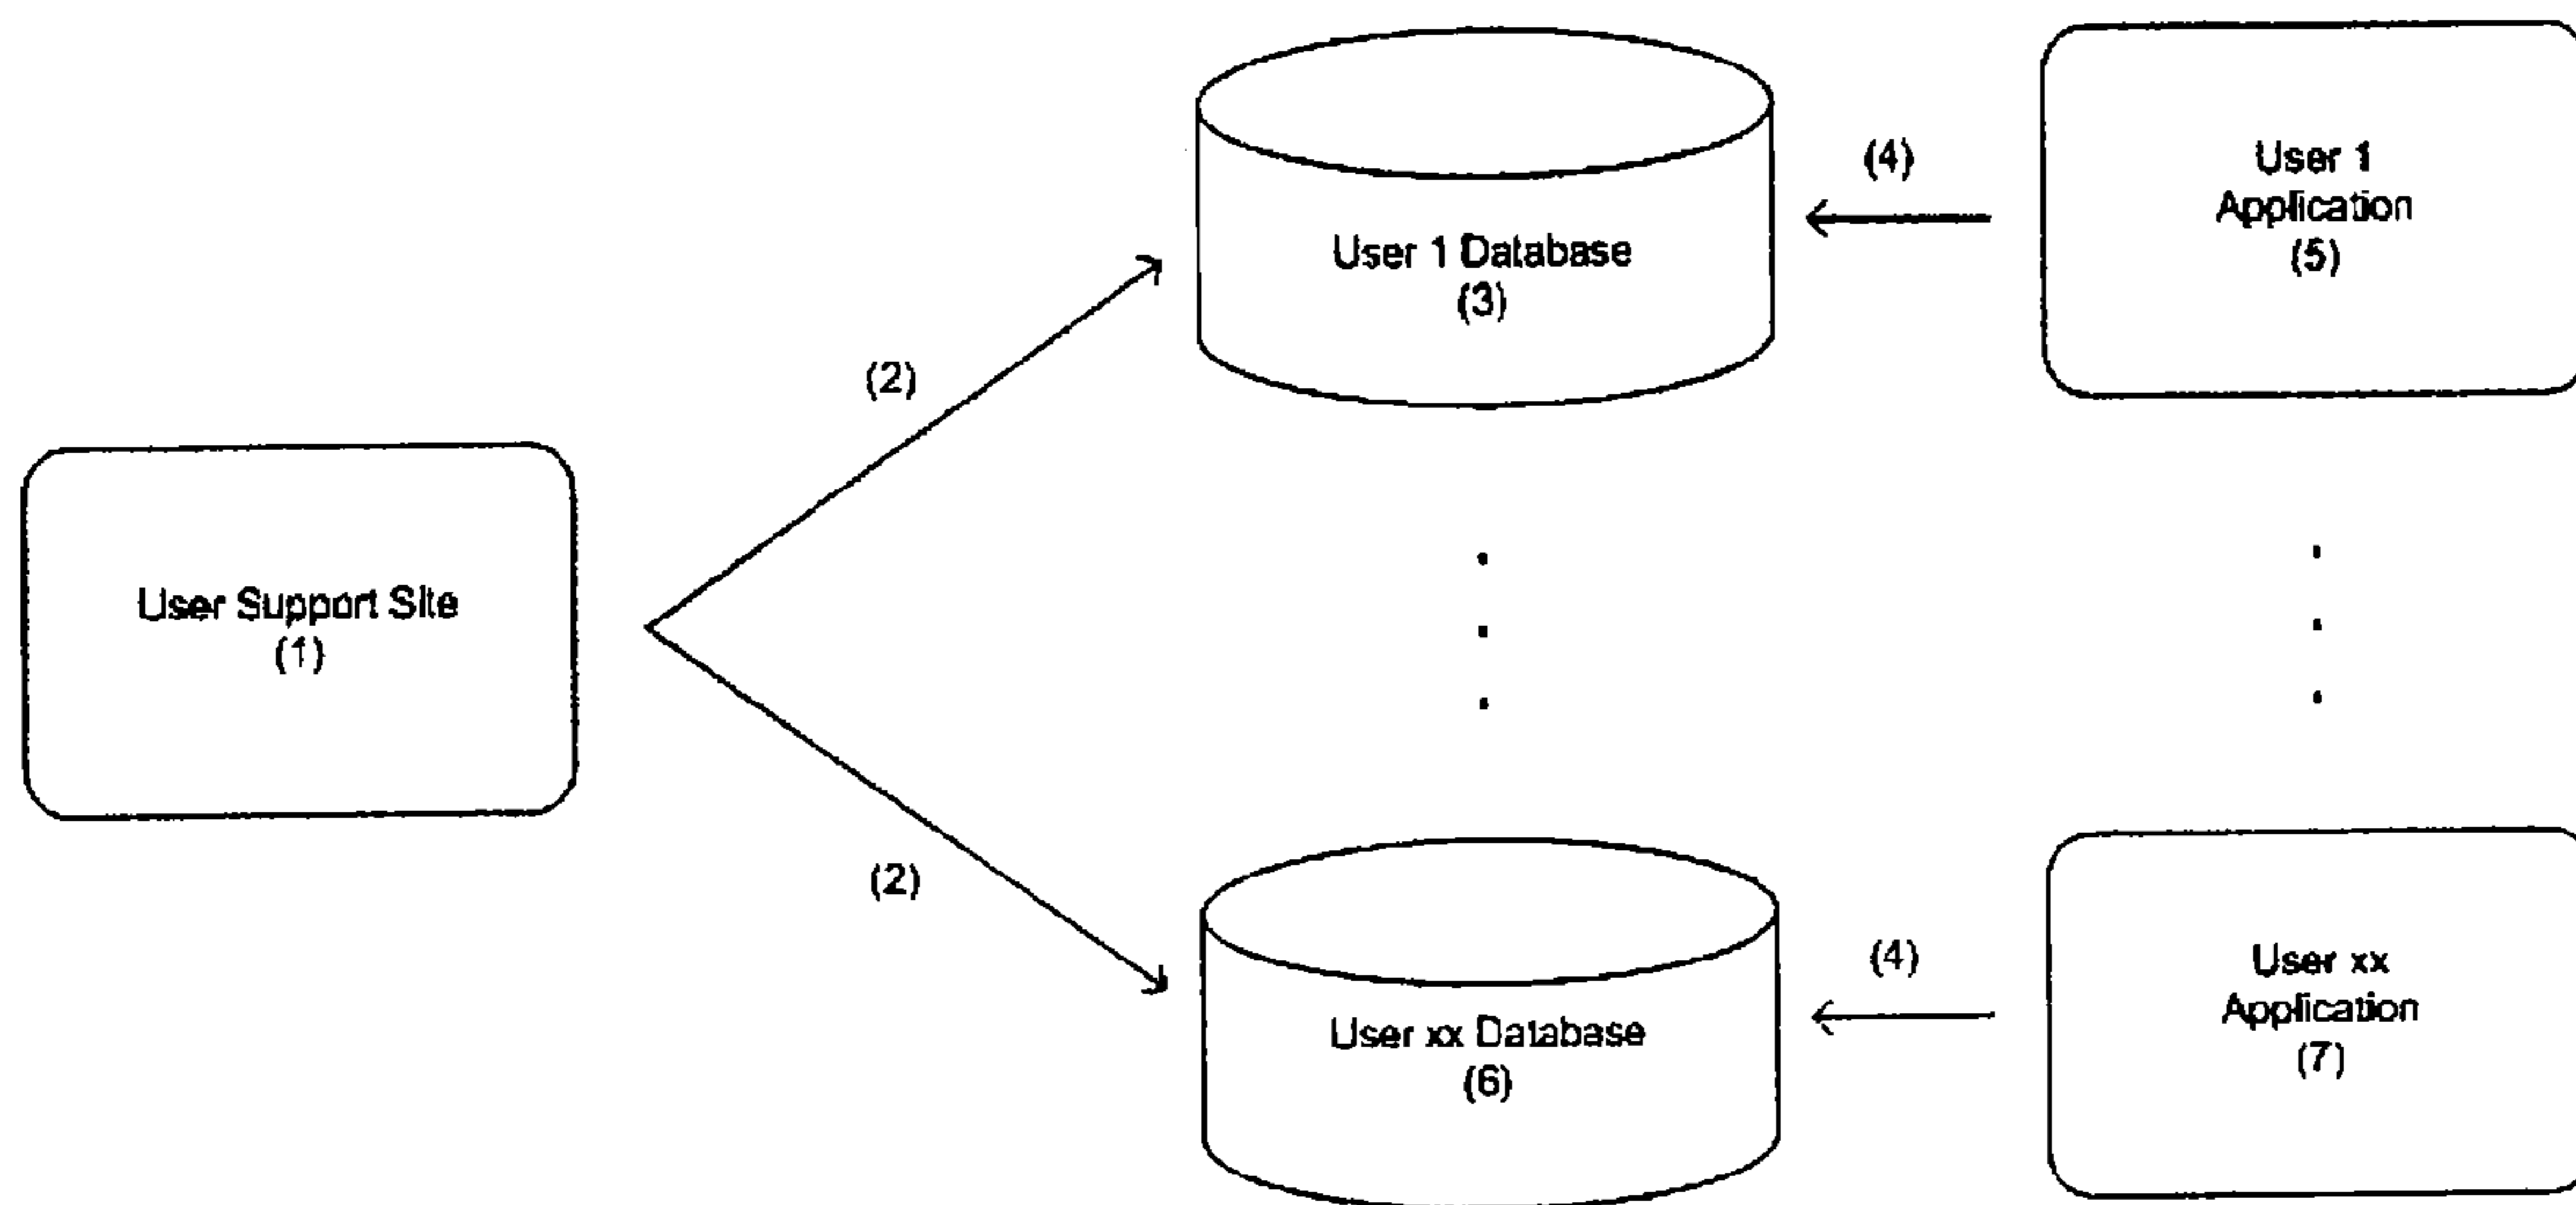 User 1 Database
(3)
(4)
User 1
Application
(5)
(2)
User Support Site
(1)
(2)
User xx Database
(6)
(4)
User xx
Application
(7)